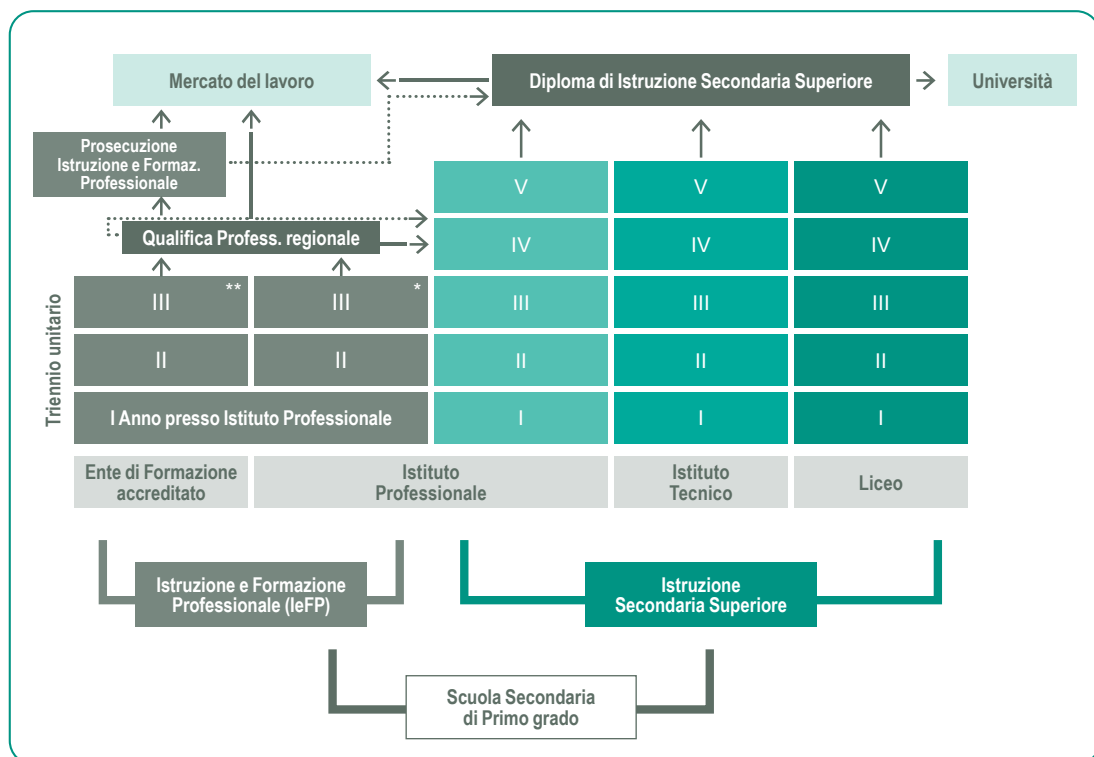 Mercato del lavoro
Diploma di Istruzione Secondaria Superiore
Università
Prosecuzione
Istruzione e Formaz.
Professionale
Qualifica Profess. regionale
V
V
V
IV
IV
IV
Triennio unitario
III **
III *
III
III
III
II
II
II
II
II
I Anno presso Istituto Professionale
I
I
I
Ente di Formazione
accreditato
Istituto
Professionale
Istituto
Tecnico
Liceo
Istruzione e Formazione
Professionale (IeFP)
Istruzione
Secondaria Superiore
Scuola Secondaria
di Primo grado